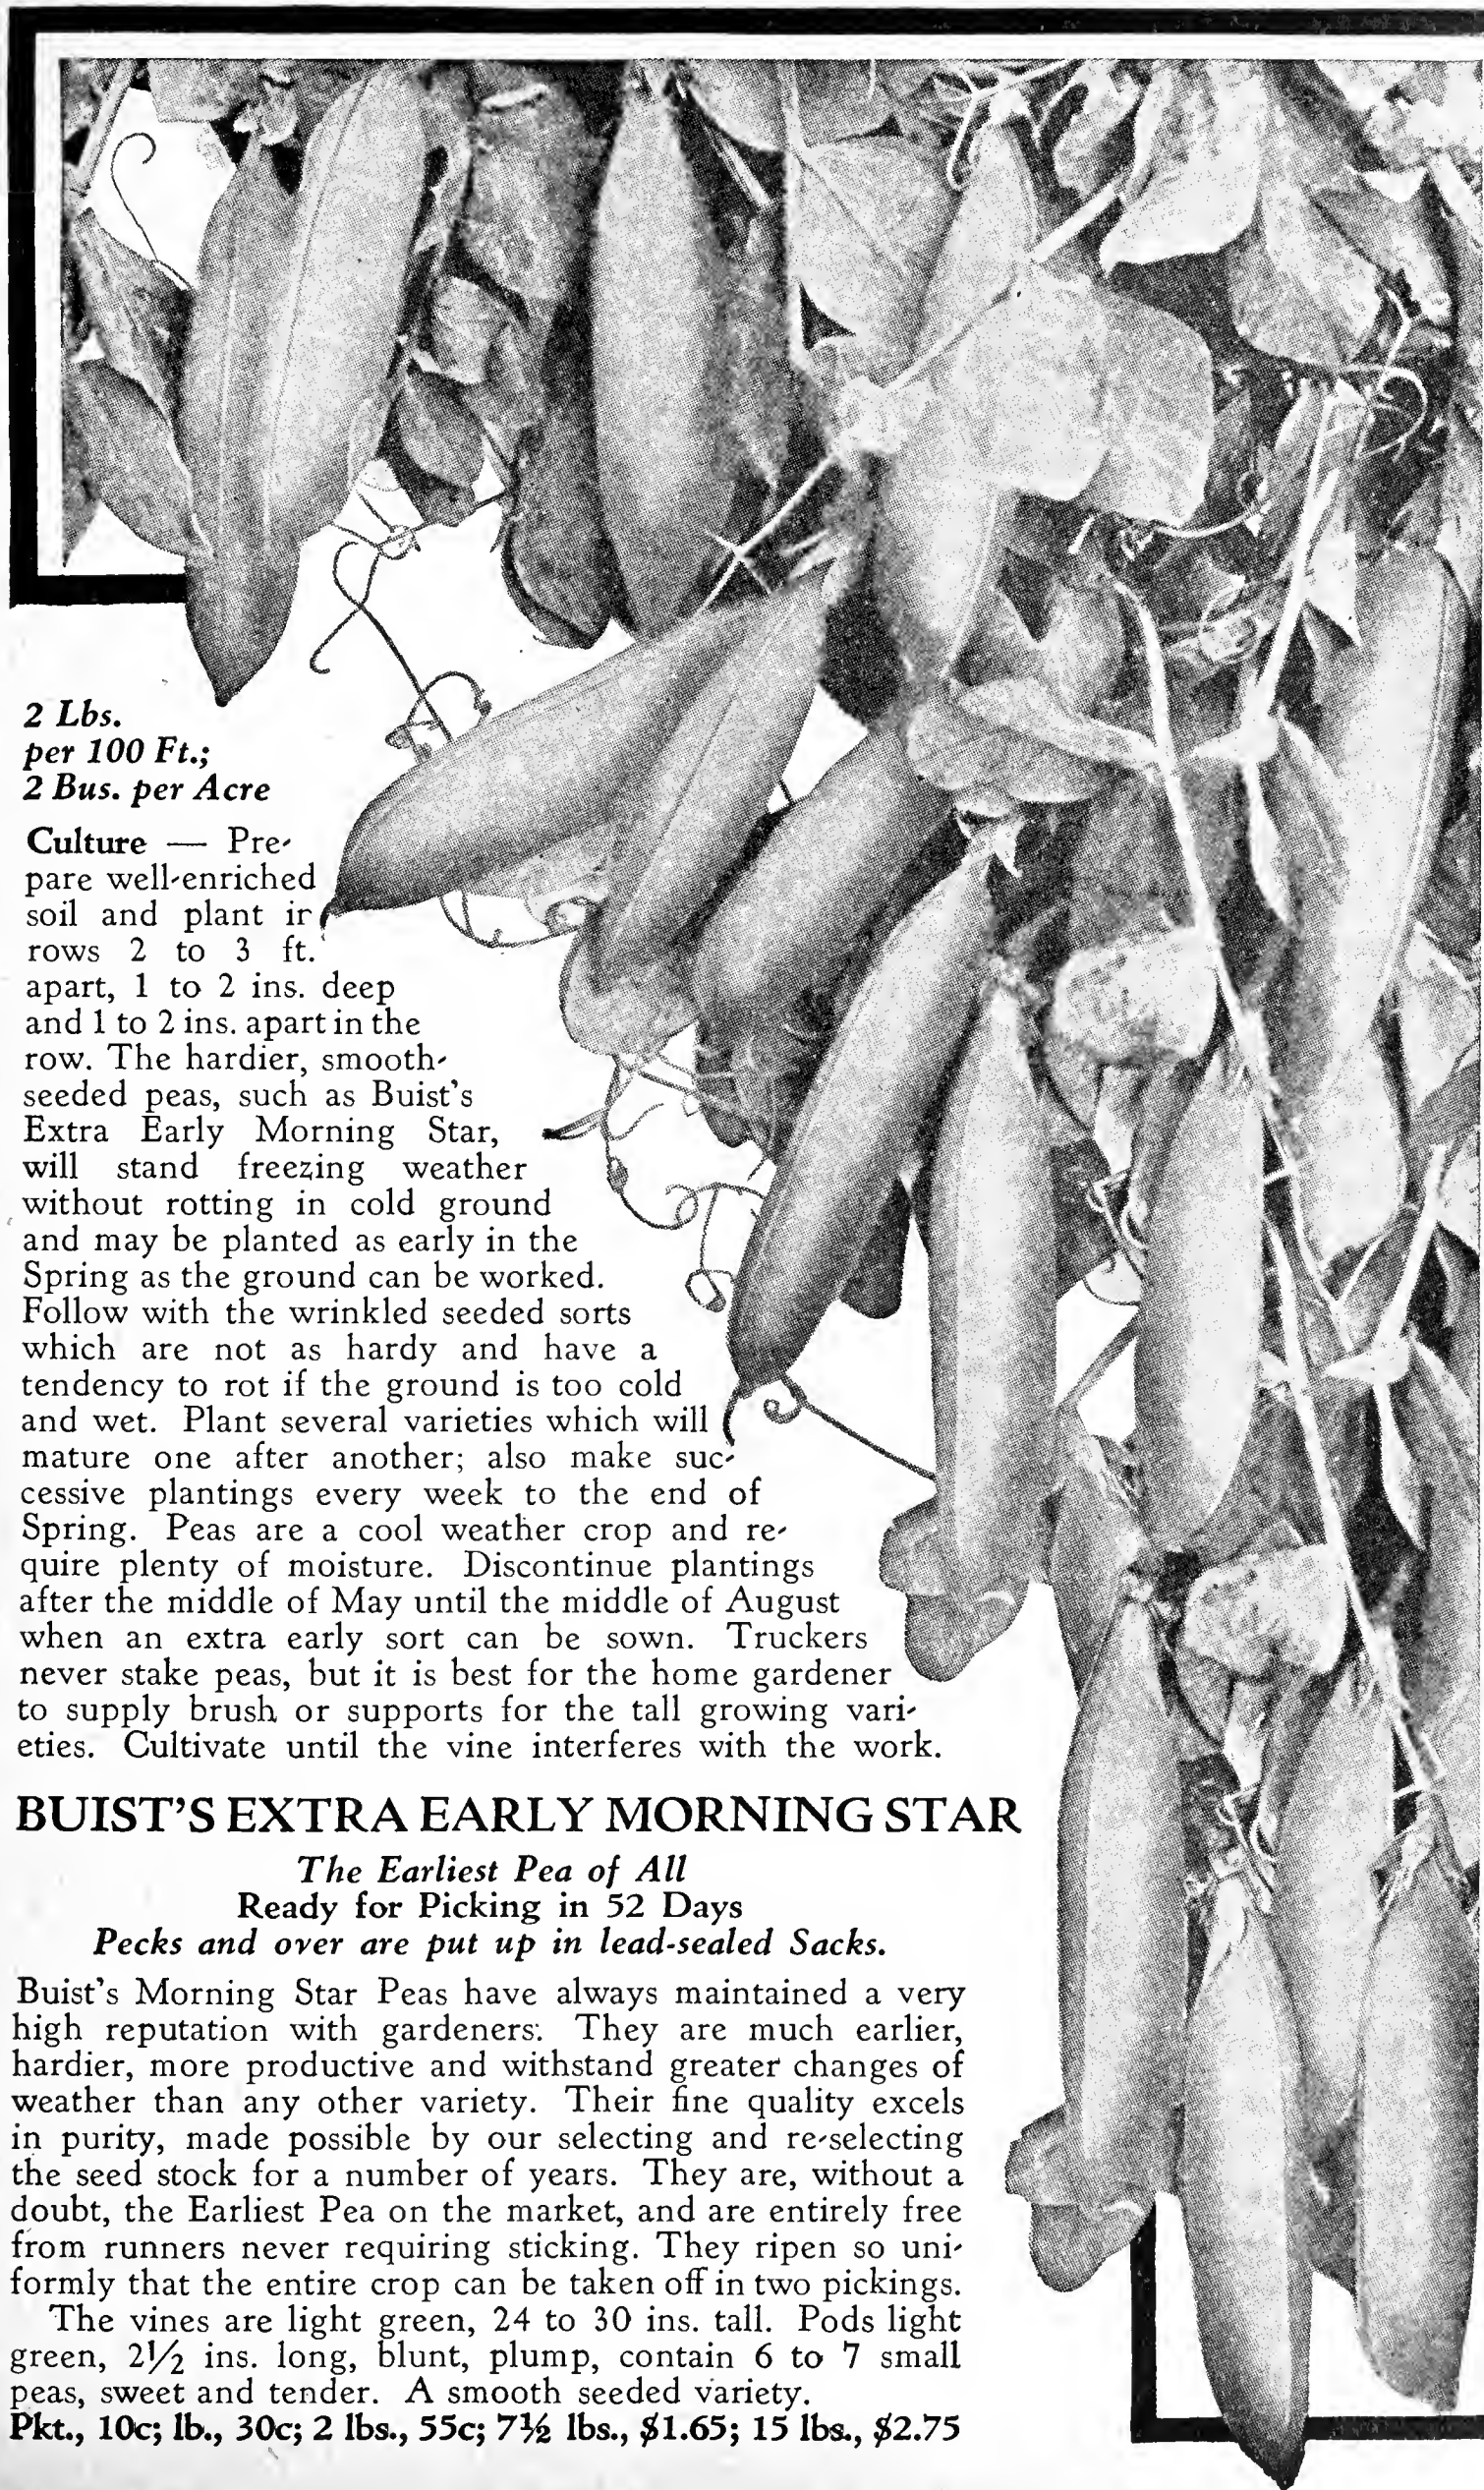 2 Lbs.
per 100 Ft.;
2 Bus. per Acre
Culture — Pre-
pare well-enriched
soil and plant in
rows 2 to 3 ft.
apart, 1 to 2 ins. deep
and 1 to 2 ins. apart in the
row. The hardier, smooth-
seeded peas, such as Buist's
Extra Early Morning Star,
will stand freezing weather
without rotting in cold ground
and may be planted as early in the
Spring as the ground can be worked.
Follow with the wrinkled seeded sorts
which are not as hardy and have a
tendency to rot if the ground is too cold
and wet. Plant several varieties which will
mature one after another; also make suc-
cessive plantings every week to the end of
Spring. Peas are a cool weather crop and re-
quire plenty of moisture. Discontinue plantings
after the middle of May until the middle of August
when an extra early sort can be sown. Truckers
never stake peas, but it is best for the home gardener
to supply brush or supports for the tall growing vari-
eties. Cultivate until the vine interferes with the work.
BUIST'S EXTRA EARLY MORNING STAR
The Earliest Pea of All
Ready for Picking in 52 Days
Pecks and over are put up in lead-sealed Sacks.
Buist's Morning Star Peas have always maintained a very
high reputation with gardeners. They are much earlier,
hardier, more productive and withstand greater changes of
weather than any other variety. Their fine quality excels
in purity, made possible by our selecting and re-selecting
the seed stock for a number of years. They are, without a
doubt, the Earliest Pea on the market, and are entirely free
from runners never requiring sticking. They ripen so uni-
formly that the entire crop can be taken off in two pickings.
The vines are light green, 24 to 30 ins. tall. Pods light
green, 2½ ins. long, blunt, plump, contain 6 to 7 small
peas, sweet and tender. A smooth seeded variety.
Pkt., 10c; lb., 30c; 2 lbs., 55c; 7½ lbs., $1.65; 15 lbs., $2.75